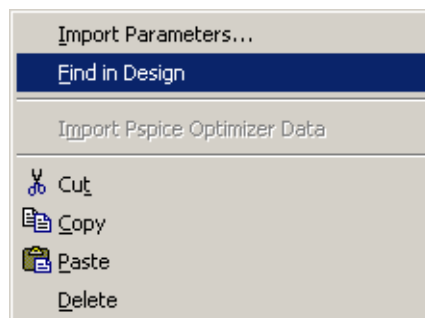 Import Parameters...
Find in Design
Import Pspice Optimizer Data
Cut
Copy
Paste
Delete